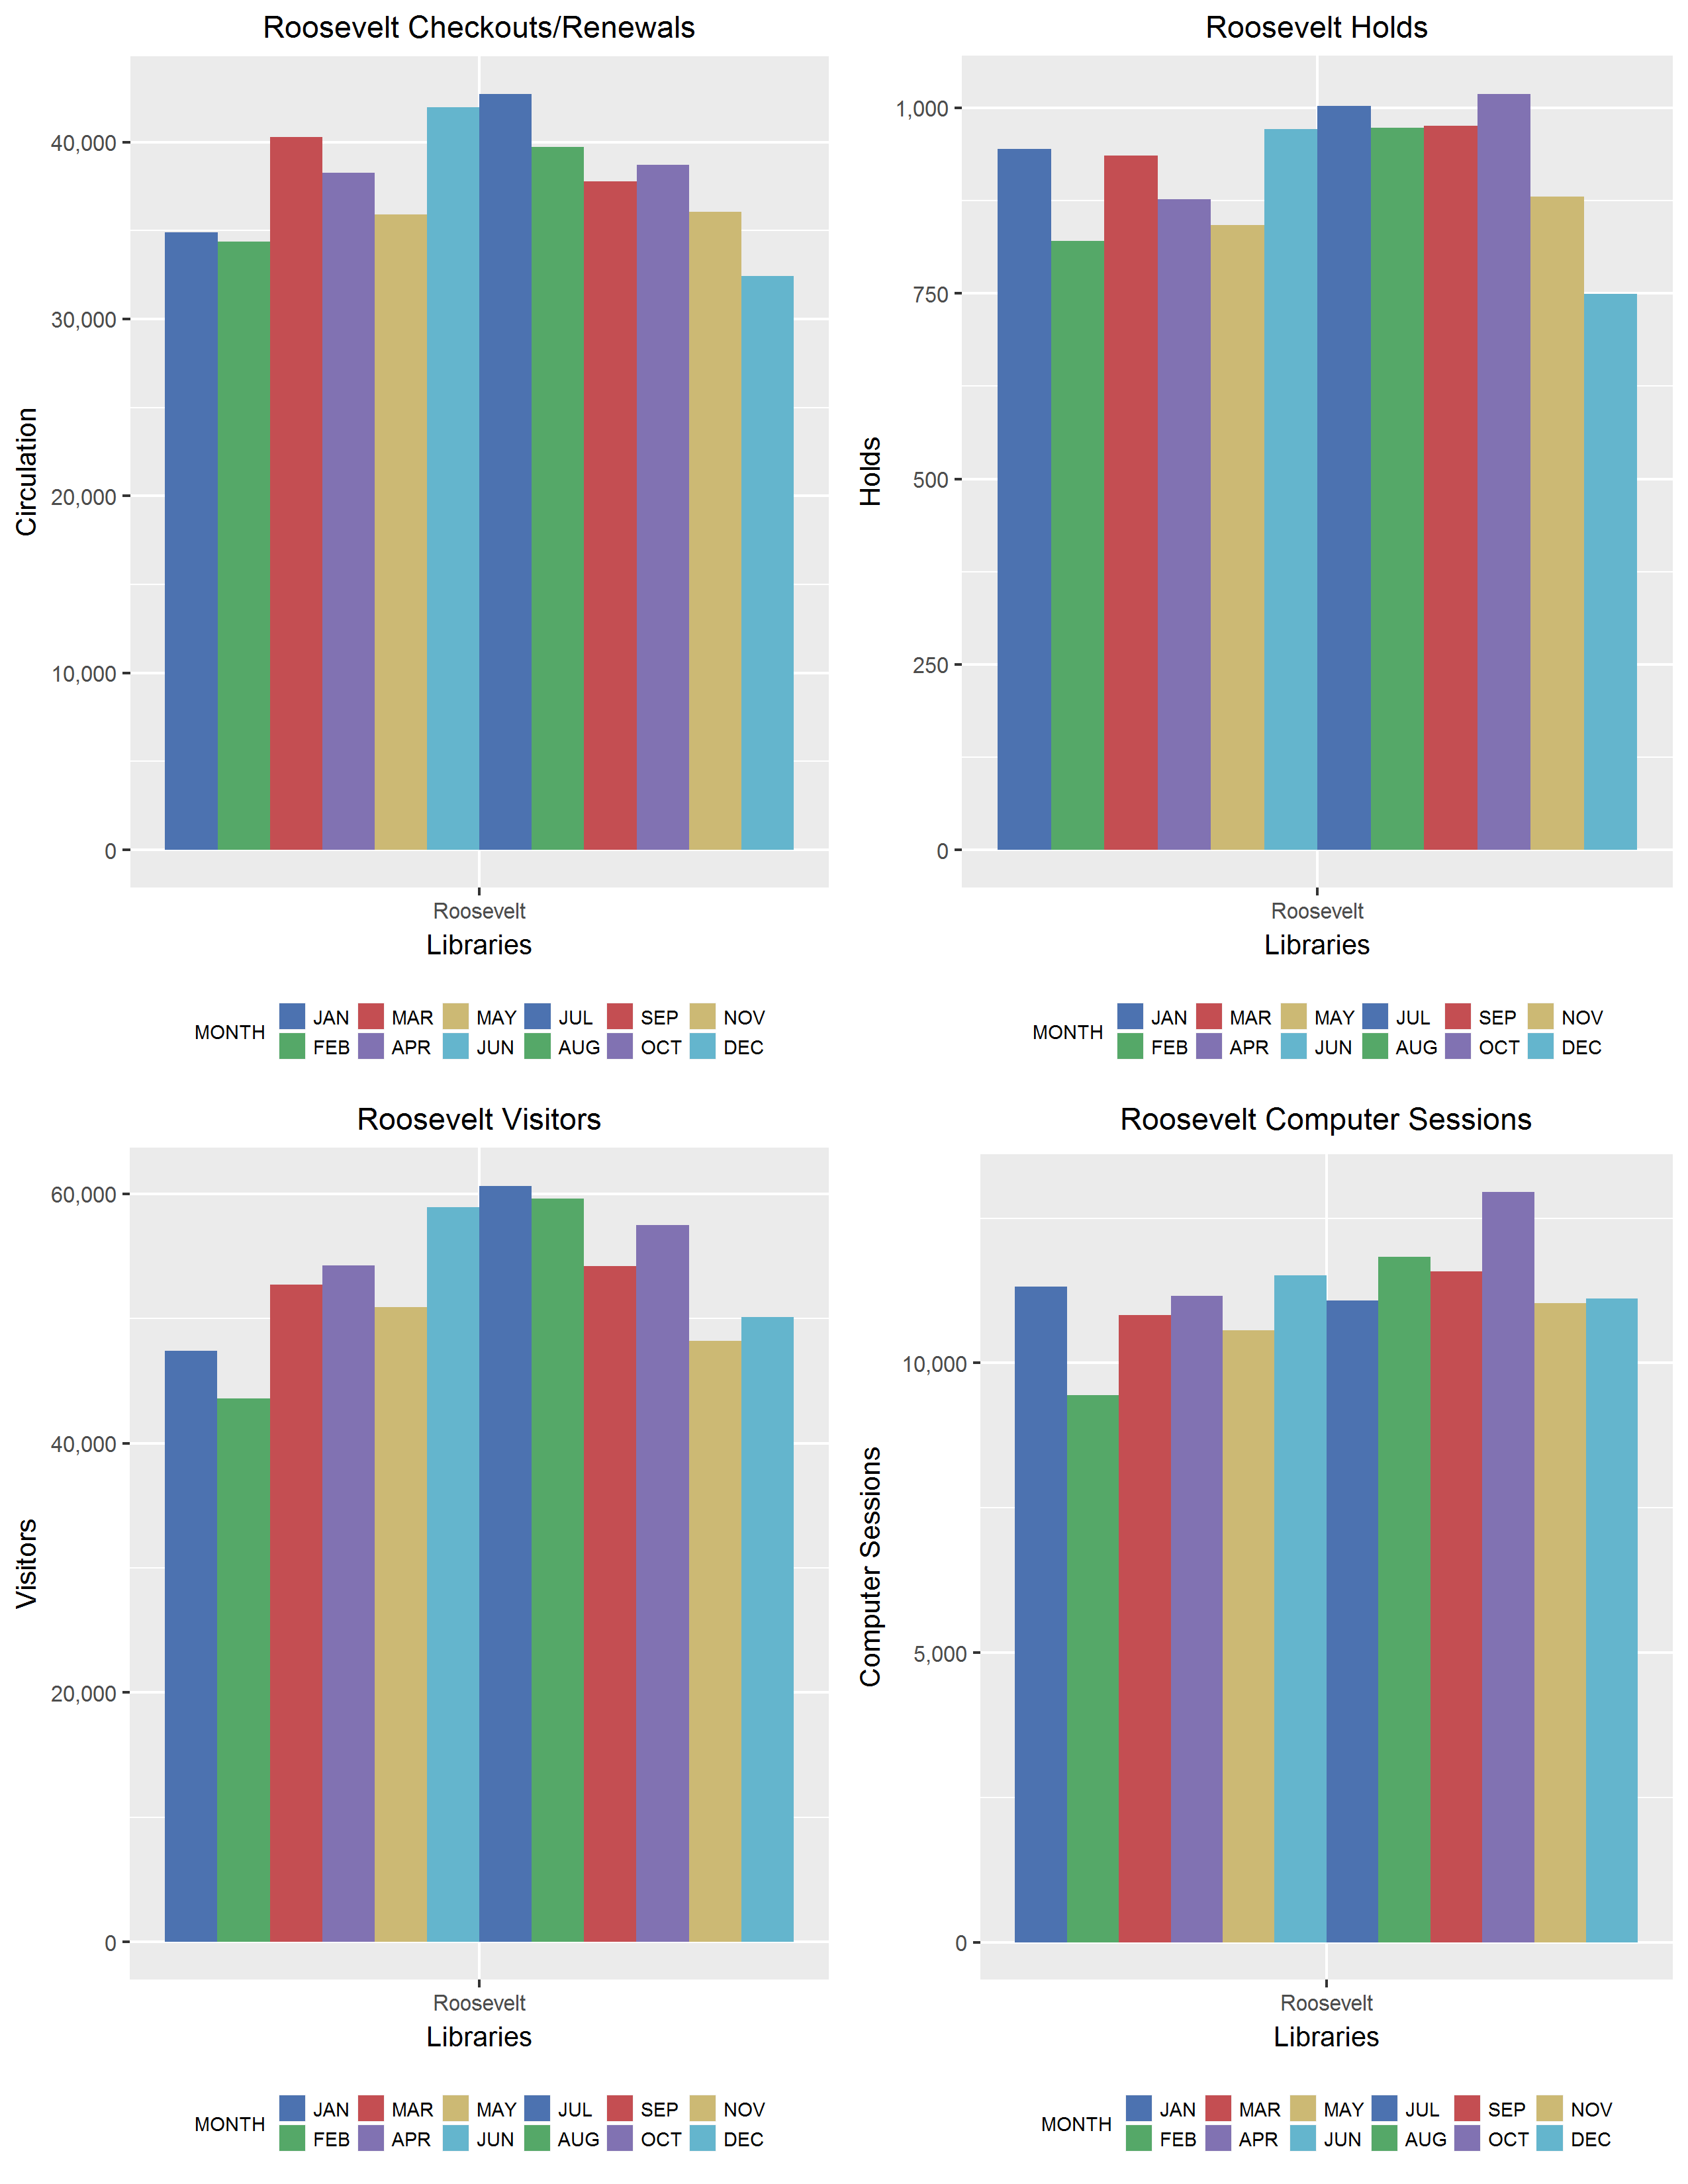 Roosevelt Checkouts/Renewals
Circulation
40,000
30,000
20,000
10,000
0
Roosevelt
Libraries
MONTH JAN MAR MAY JUL SEP NOV
FEB APR JUN AUG OCT DEC
Roosevelt Holds
Holds
1,000
750
500
250
0
Roosevelt
Libraries
MONTH JAN MAR MAY JUL SEP NOV
FEB APR JUN AUG OCT DEC
Roosevelt Visitors
Visitors
60,000
40,000
20,000
0
Roosevelt
Libraries
MONTH JAN MAR MAY JUL SEP NOV
FEB APR JUN AUG OCT DEC
Roosevelt Computer Sessions
Computer Sessions
10,000
5,000
0
Roosevelt
Libraries
MONTH JAN MAR MAY JUL SEP NOV
FEB APR JUN AUG OCT DEC